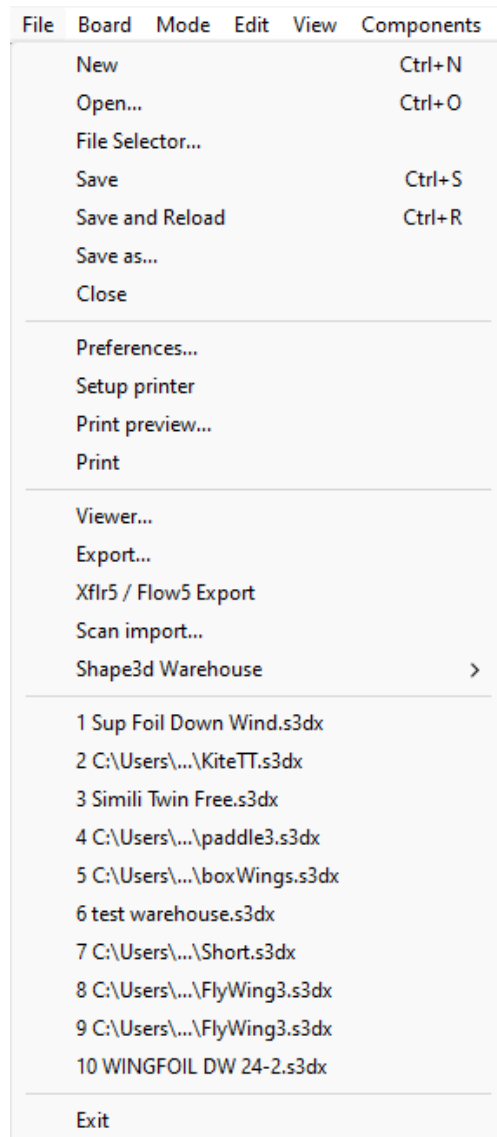 File Board Mode Edit View Components
New Ctrl+N
Open... Ctrl+O
File Selector...
Save Ctrl+S
Save and Reload Ctrl+R
Save as...
Close
Preferences...
Setup printer
Print preview...
Print
Viewer...
Export...
Xflr5 / Flow5 Export
Scan import...
Shape3d Warehouse >
1 Sup Foil Down Wind.s3dx
2 C:\Users\...\KiteTT.s3dx
3 Simili Twin Free.s3dx
4 C:\Users\...\paddle3.s3dx
5 C:\Users\...\boxWings.s3dx
6 test warehouse.s3dx
7 C:\Users\...\Short.s3dx
8 C:\Users\...\FlyWing3.s3dx
9 C:\Users\...\FlyWing3.s3dx
10 WINGFOIL DW 24-2.s3dx
Exit